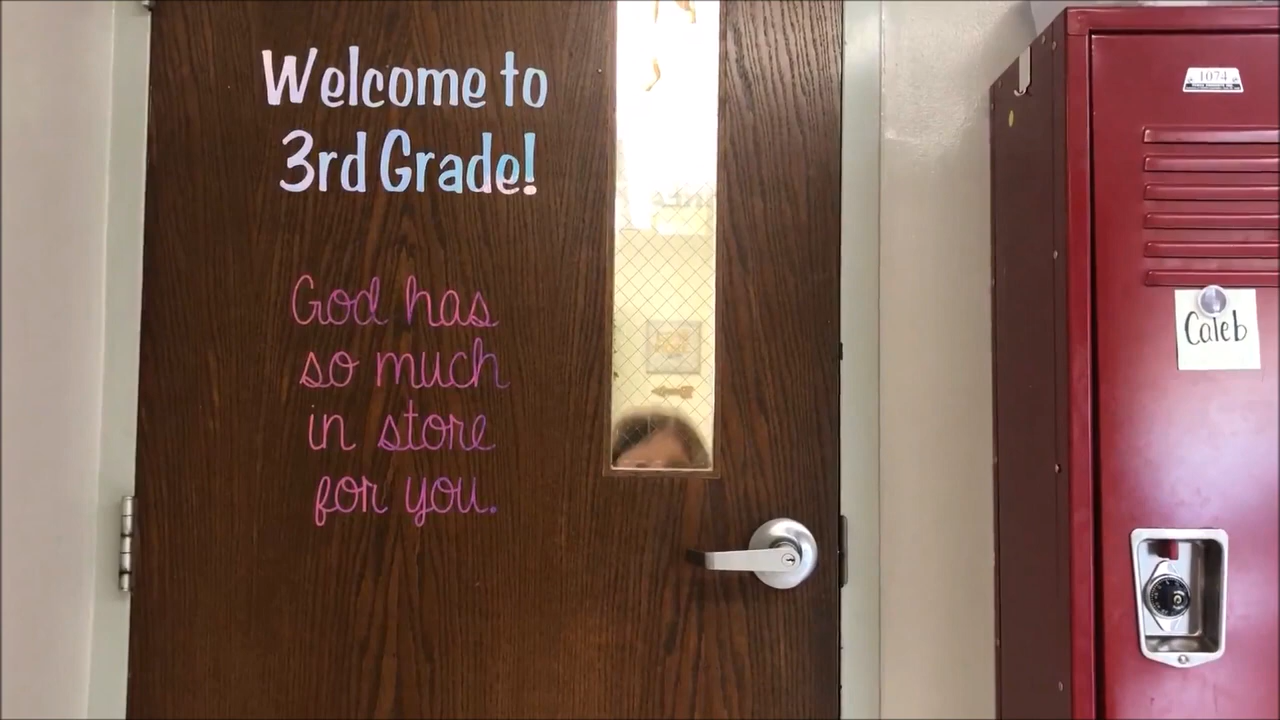 Welcome to
3rd Grade!
God has
so much
in store
for you.
1074
Caleb